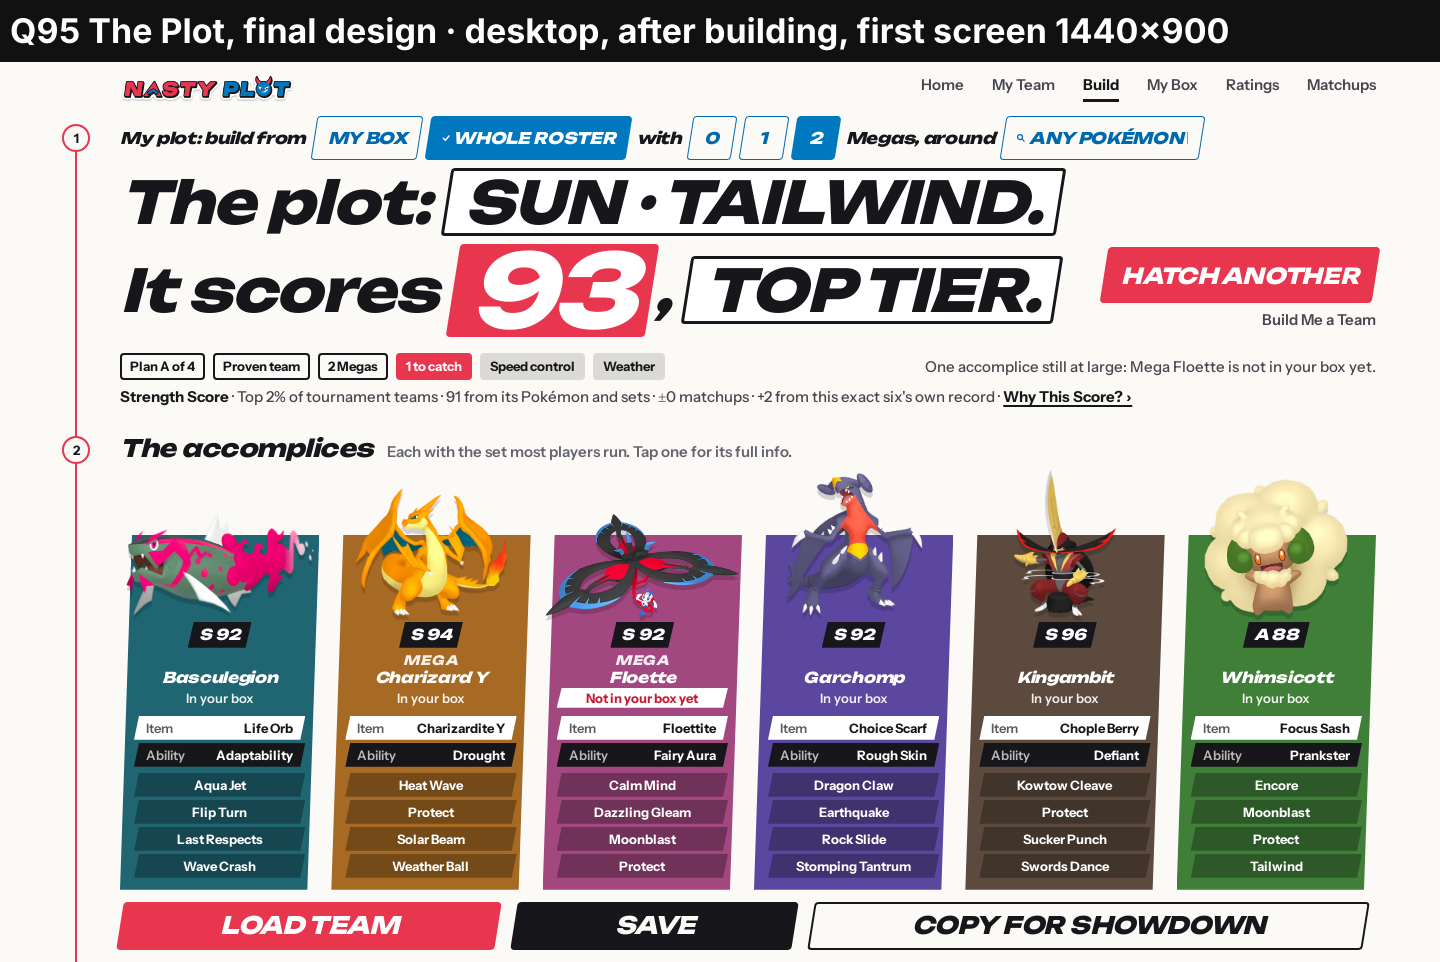 Q95 The Plot, final design · desktop, after building, first screen 1440×900
NASTY PLOT
Home My Team Build My Box Ratings Matchups
1
My plot: build from MY BOX ✓ WHOLE ROSTER with 0 1 2 Megas, around ANY POKÉMON
The plot: SUN · TAILWIND.
It scores 93, TOP TIER.
HATCH ANOTHER
Build Me a Team
Plan A of 4 Proven team 2 Megas 1 to catch Speed control Weather
One accomplice still at large: Mega Floette is not in your box yet.
Strength Score · Top 2% of tournament teams · 91 from its Pokémon and sets · ±0 matchups · +2 from this exact six's own record · Why This Score? ›
2
The accomplices Each with the set most players run. Tap one for its full info.
S 92
Basculegion
In your box
Item Life Orb
Ability Adaptability
Aqua Jet
Flip Turn
Last Respects
Wave Crash
S 94
MEGA
Charizard Y
In your box
Item Charizardite Y
Ability Drought
Heat Wave
Protect
Solar Beam
Weather Ball
S 92
MEGA
Floette
Not in your box yet
Item Floettite
Ability Fairy Aura
Calm Mind
Dazzling Gleam
Moonblast
Protect
S 92
Garchomp
In your box
Item Choice Scarf
Ability Rough Skin
Dragon Claw
Earthquake
Rock Slide
Stomping Tantrum
S 96
Kingambit
In your box
Item Chople Berry
Ability Defiant
Kowtow Cleave
Protect
Sucker Punch
Swords Dance
A 88
Whimsicott
In your box
Item Focus Sash
Ability Prankster
Encore
Moonblast
Protect
Tailwind
LOAD TEAM
SAVE
COPY FOR SHOWDOWN